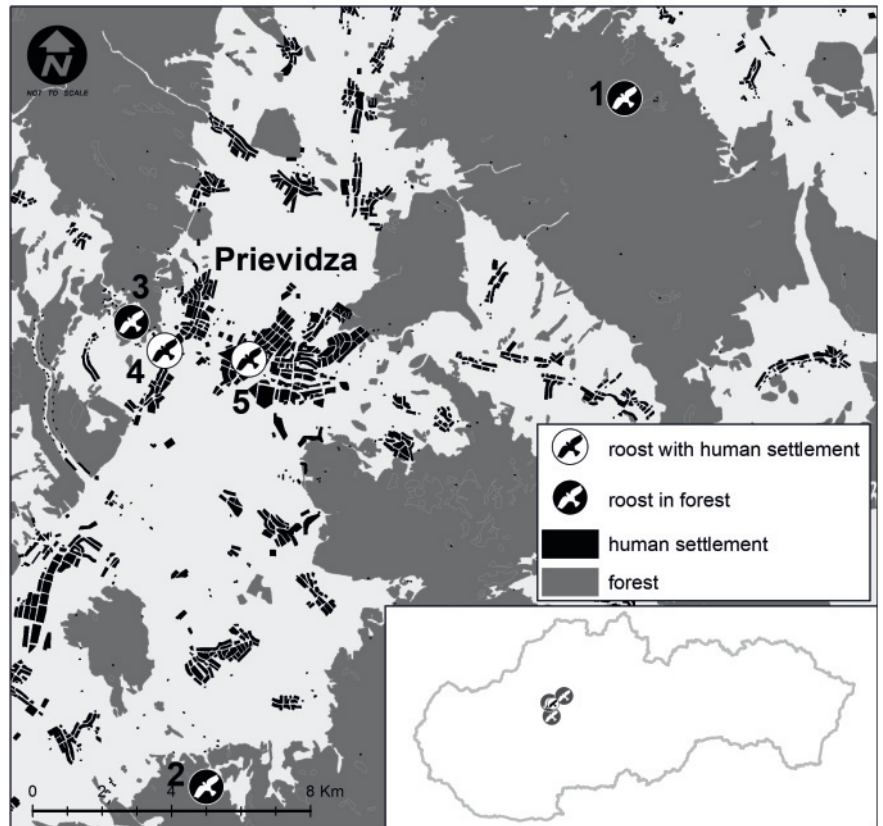 N
NOT TO SCALE
1
Prievidza
3
4
5
roost with human settlement
roost in forest
human settlement
forest
2
0 2 4 8 Km